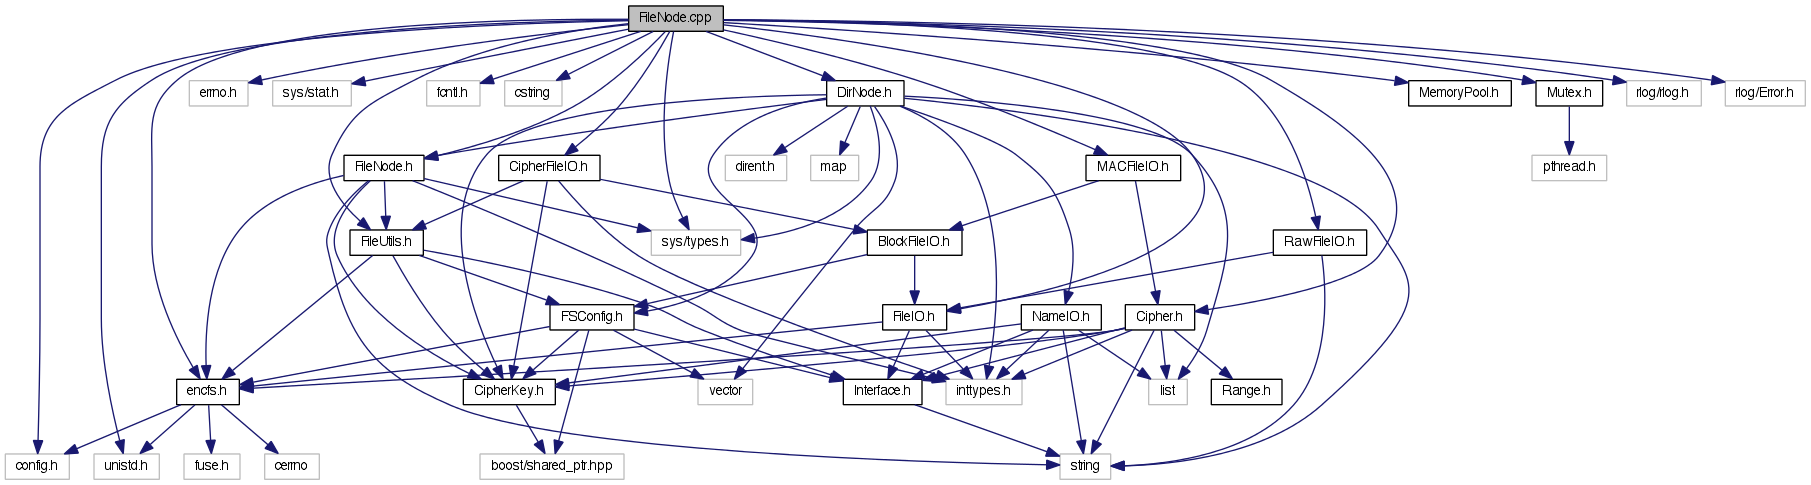 FileNode.cpp
errno.h
sys/stat.h
fcntl.h
cstring
DirNode.h
MemoryPool.h
Mutex.h
rlog/rlog.h
rlog/Error.h
FileNode.h
CipherFileIO.h
dirent.h
map
MACFileIO.h
pthread.h
FileUtils.h
sys/types.h
BlockFileIO.h
RawFileIO.h
FSConfig.h
FileIO.h
NameIO.h
Cipher.h
encfs.h
CipherKey.h
vector
Interface.h
inttypes.h
list
Range.h
config.h
unistd.h
fuse.h
cerrno
boost/shared_ptr.hpp
string